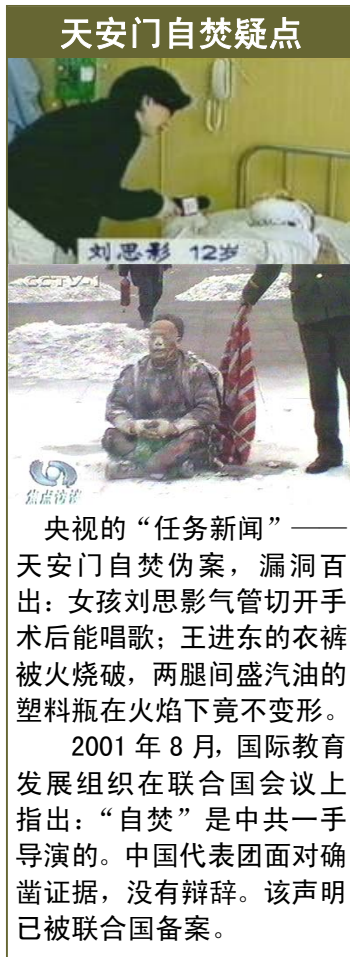 天安门自焚疑点
刘思影 12岁
CCTV-1
焦点访谈
央视的“任务新闻”——
天安门自焚伪案，漏洞百
出：女孩刘思影气管切开手
术后能唱歌；王进东的衣裤
被火烧破，两腿间盛汽油的
塑料瓶在火焰下竟不变形。
2001 年 8 月，国际教育
发展组织在联合国会议上
指出：“自焚”是中共一手
导演的。中国代表团面对确
凿证据，没有辩辞。该声明
已被联合国备案。